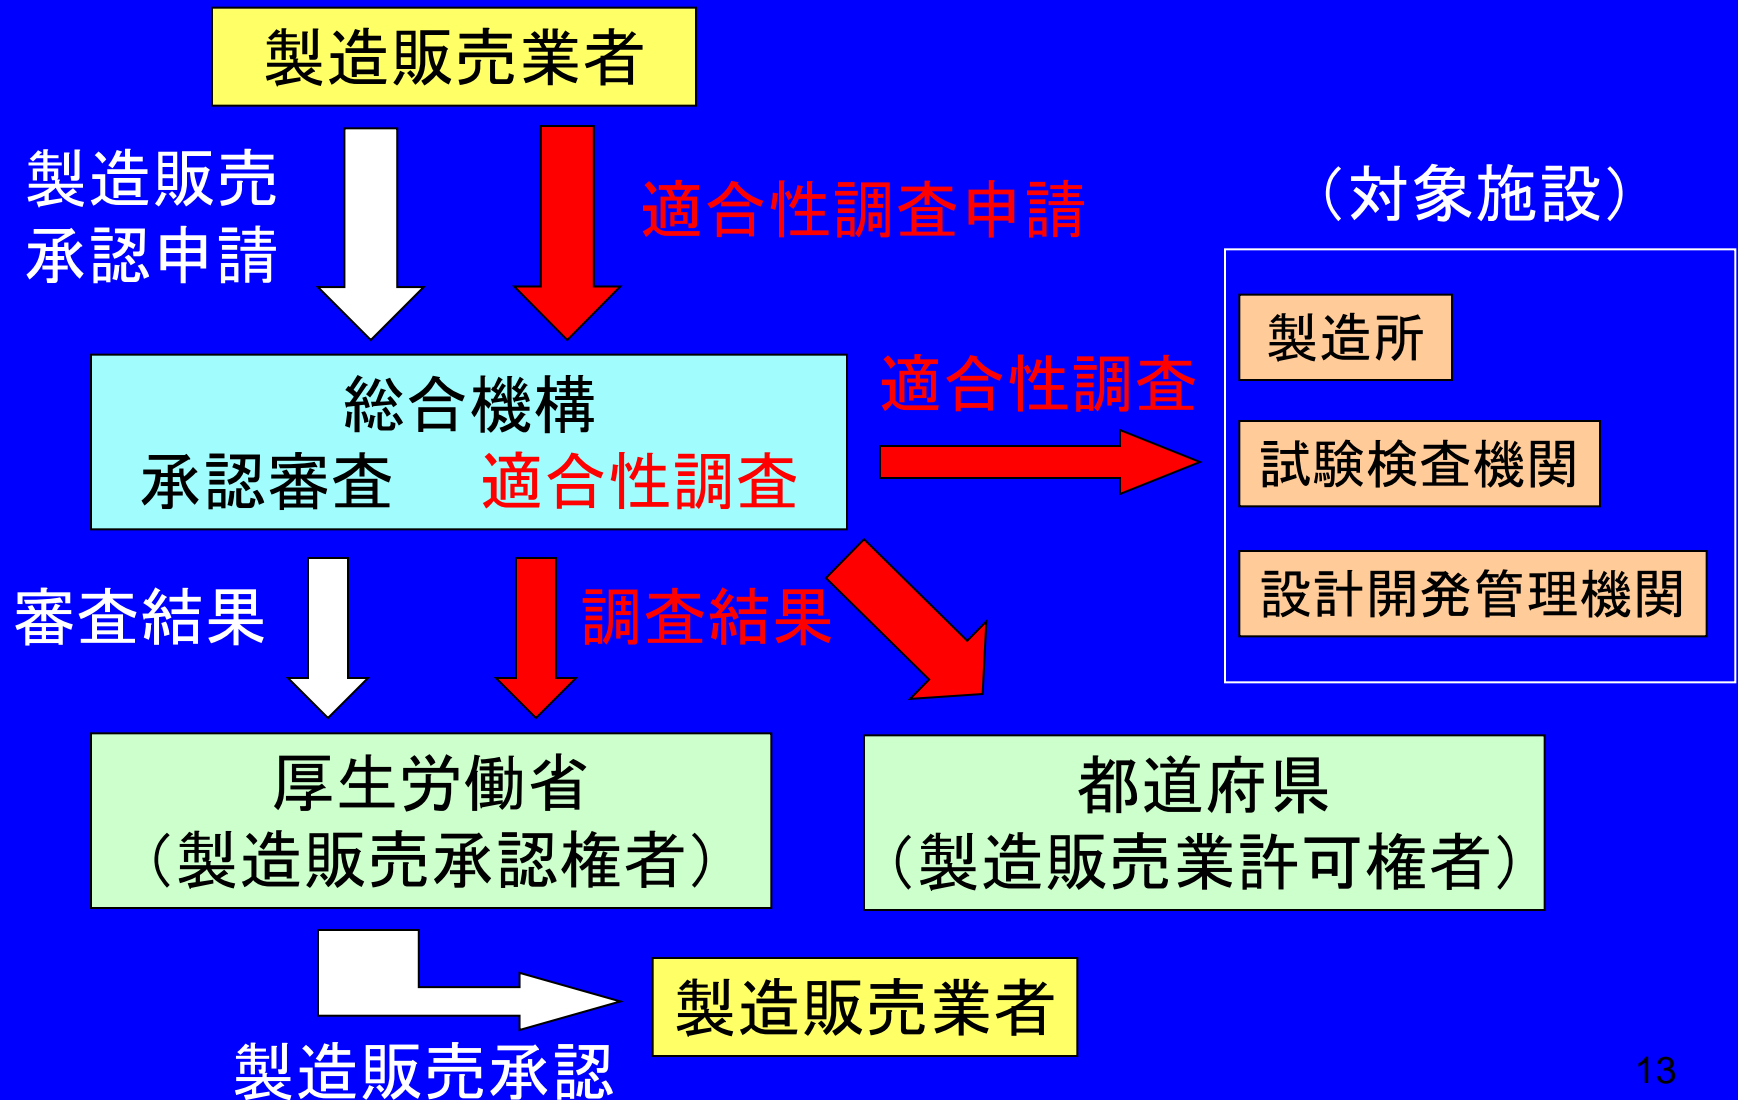 製造販売業者
製造販売
承認申請
適合性調査申請
（対象施設）
製造所
試験検査機関
設計開発管理機関
適合性調査
総合機構
承認審査 適合性調査
審査結果
調査結果
厚生労働省
（製造販売承認権者）
都道府県
（製造販売業許可権者）
製造販売業者
製造販売承認
13